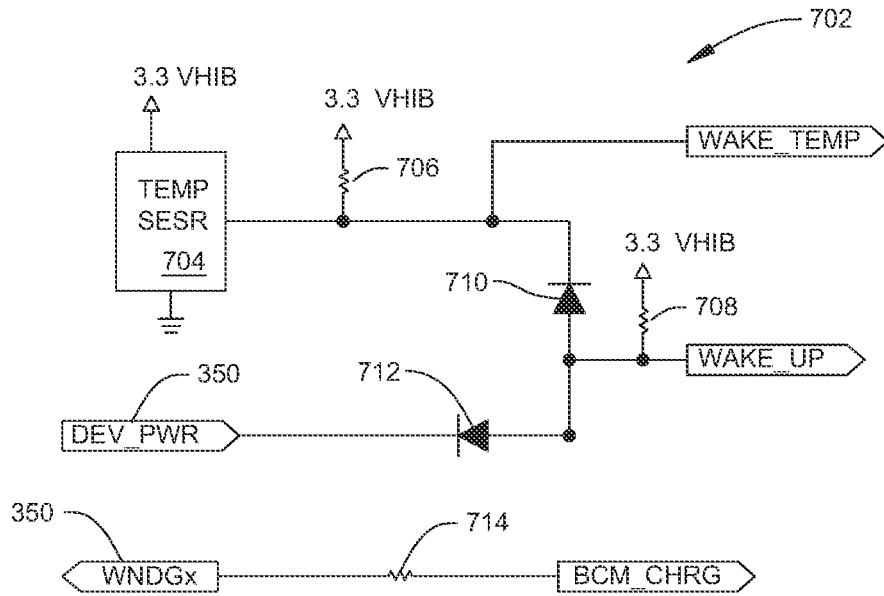 702
3.3 VHIB
3.3 VHIB
WAKE_TEMP
706
TEMP
SESR
704
3.3 VHIB
710
708
WAKE_UP
350
712
DEV_PWR
350
714
WNDGx
BCM_CHRG